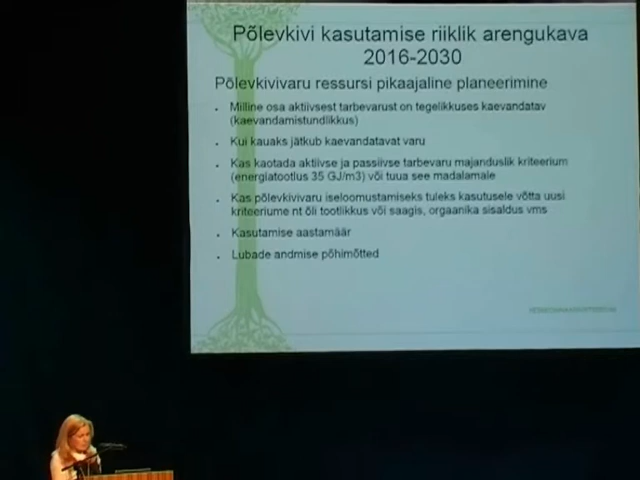 Põlevkivi kasutamise riiklik arengukava
2016-2030
Põlevkivivaru ressursi pikaajaline planeerimine
Milline osa aktiivsest tarbevarust on tegelikkuses kaevandatav
(kaevandamistundlikkus)
Kui kauaks jätkub kaevandatavat varu
Kas kaotada aktiivse ja passiivse tarbevaru majanduslik kriteerium
(energiatootlus 35 GJ/m3) või tuua see madalamale
Kas põlevkivivaru iseloomustamiseks tuleks kasutusele võtta uusi
kriteeriume nt õli tootlikkus või saagis, orgaanika sisaldus vms
Kasutamise aastamäär
Lubade andmise põhimõtted